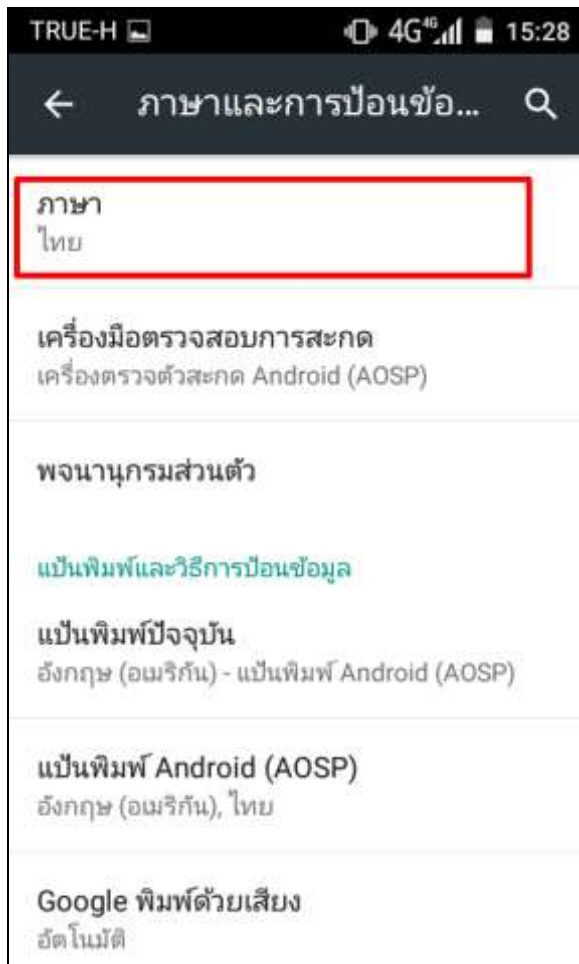 TRUE-H 4G 4G 15:28
ภาษาและการป้อนข้อ...
ภาษา
ไทย
เครื่องมือตรวจสอบการสะกด
เครื่องตรวจตัวสะกด Android (AOSP)
พจนานุกรมส่วนตัว
แป้นพิมพ์และวิธีการป้อนข้อมูล
แป้นพิมพ์ปัจจุบัน
อังกฤษ (อเมริกัน) - แป้นพิมพ์ Android (AOSP)
แป้นพิมพ์ Android (AOSP)
อังกฤษ (อเมริกัน), ไทย
Google พิมพ์ด้วยเสียง
อัตโนมัติ